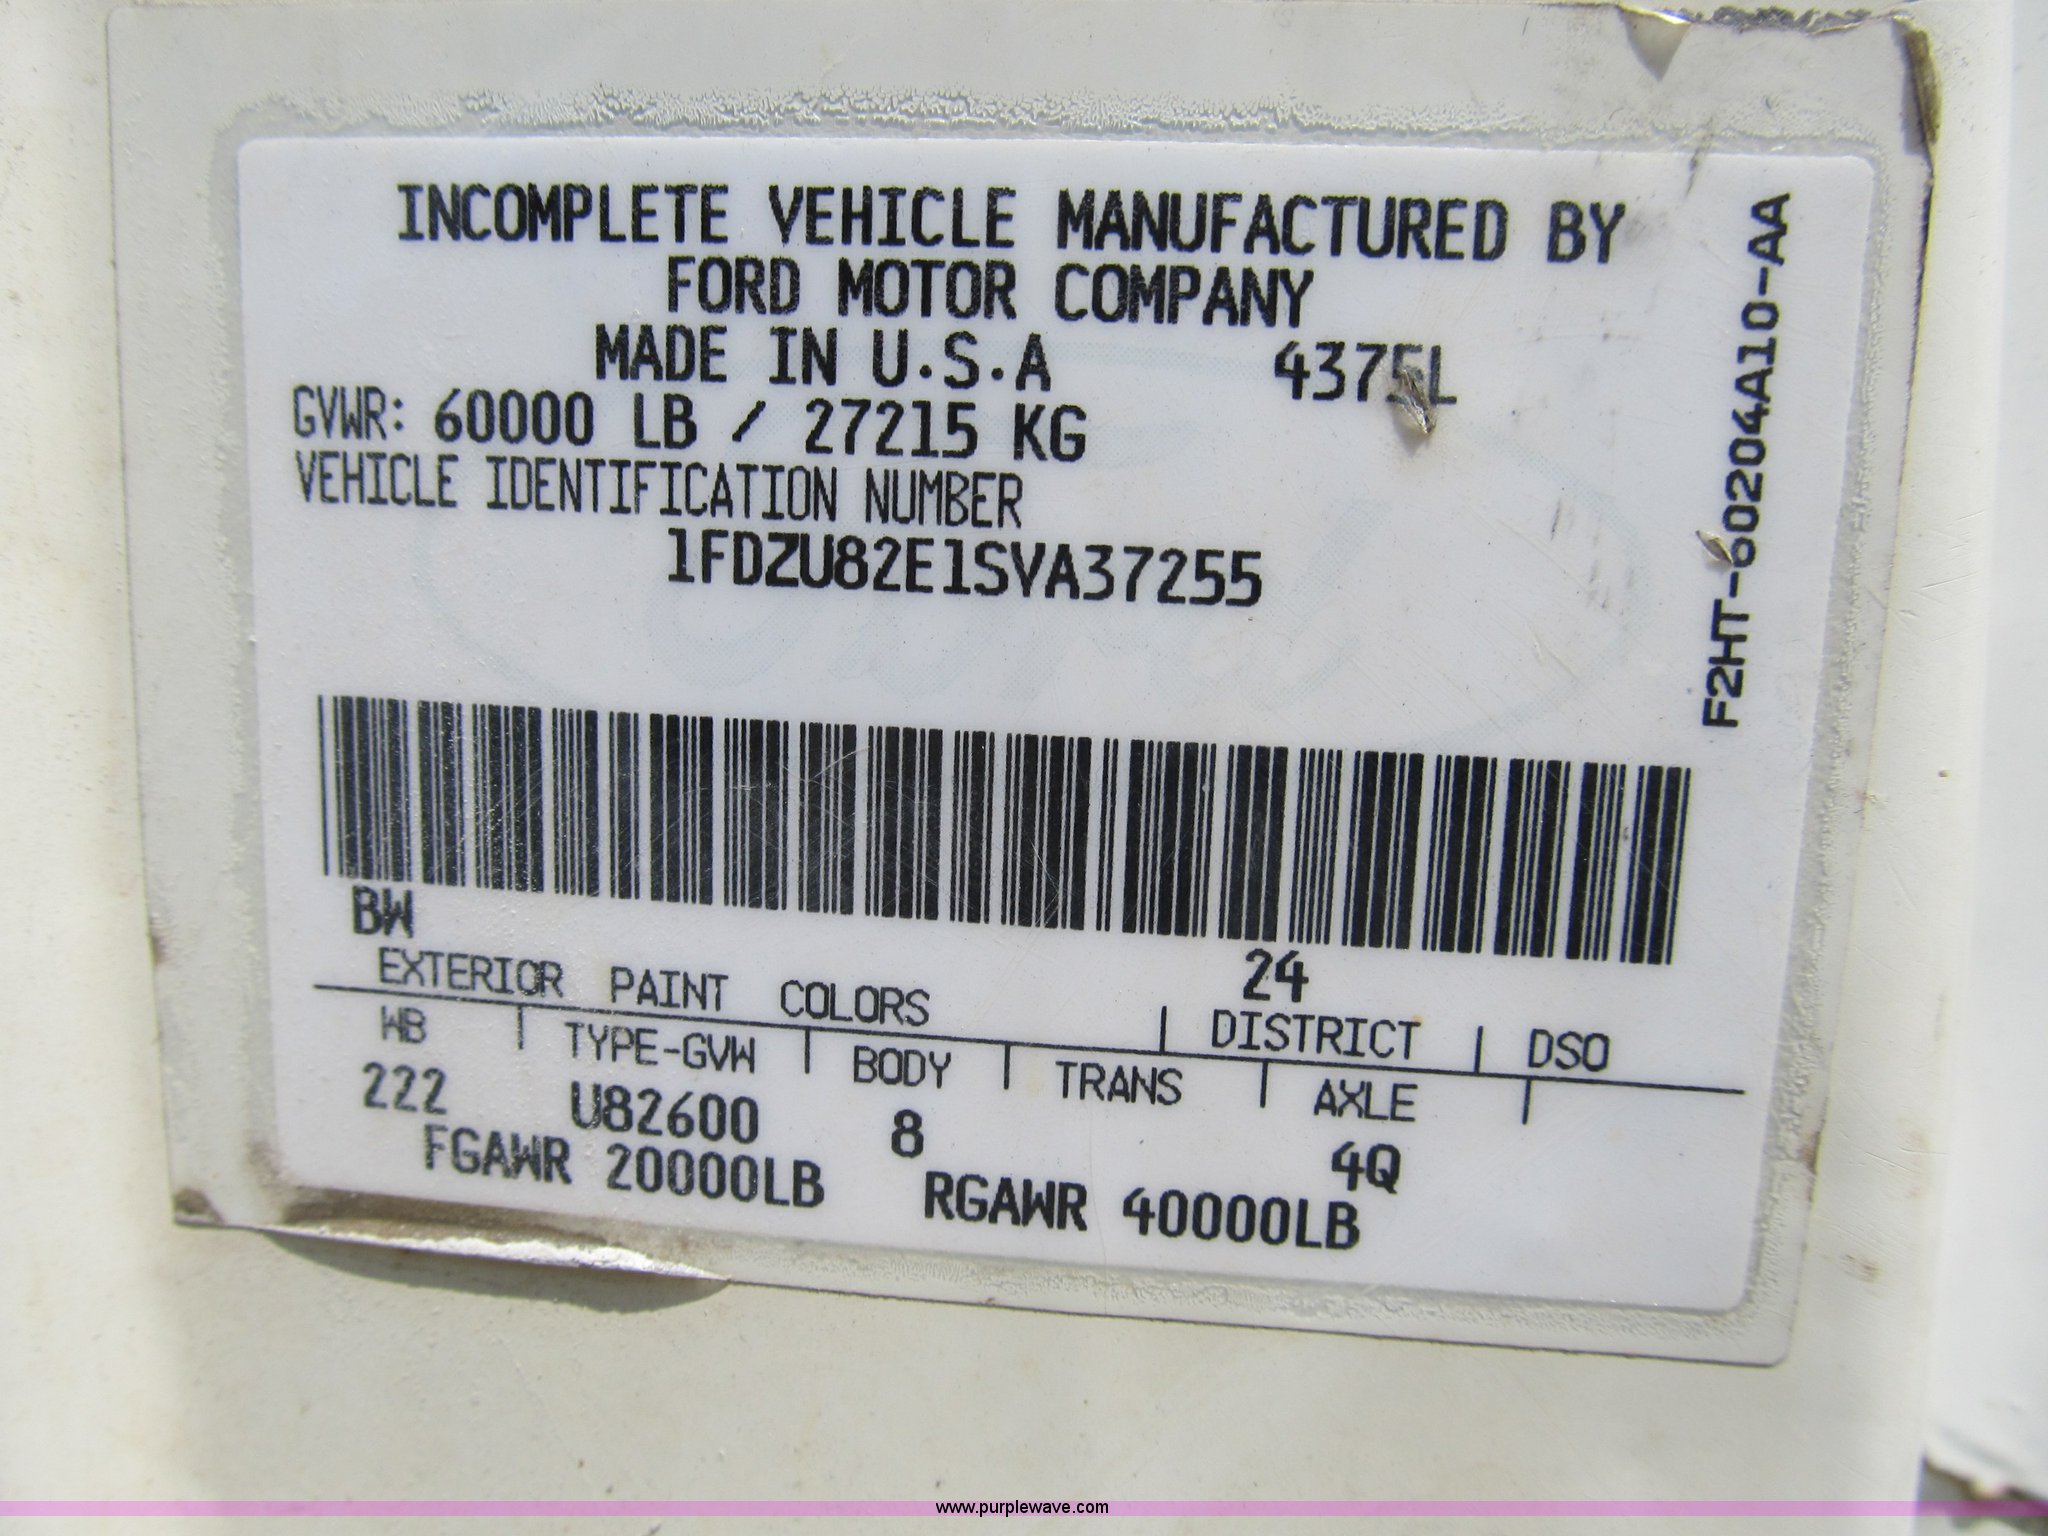 INCOMPLETE VEHICLE MANUFACTURED BY
FORD MOTOR COMPANY
MADE IN U.S.A 4375L
GVWR: 60000 LB / 27215 KG
VEHICLE IDENTIFICATION NUMBER
1FDZU82E1SVA37255
F2HT-60204A10-AA
BW 24
EXTERIOR PAINT COLORS DISTRICT DSO
WB TYPE-GVW BODY TRANS AXLE
222 U82600 8 4Q
FGAWR 20000LB RGAWR 40000LB
www.purplewave.com